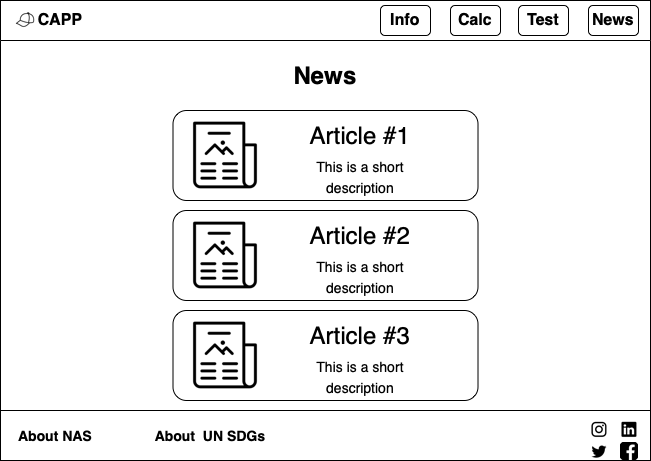 CAPP
Info
Calc
Test
News
News
Article #1
This is a short
description
Article #2
This is a short
description
Article #3
This is a short
description
About NAS
About  UN SDGs